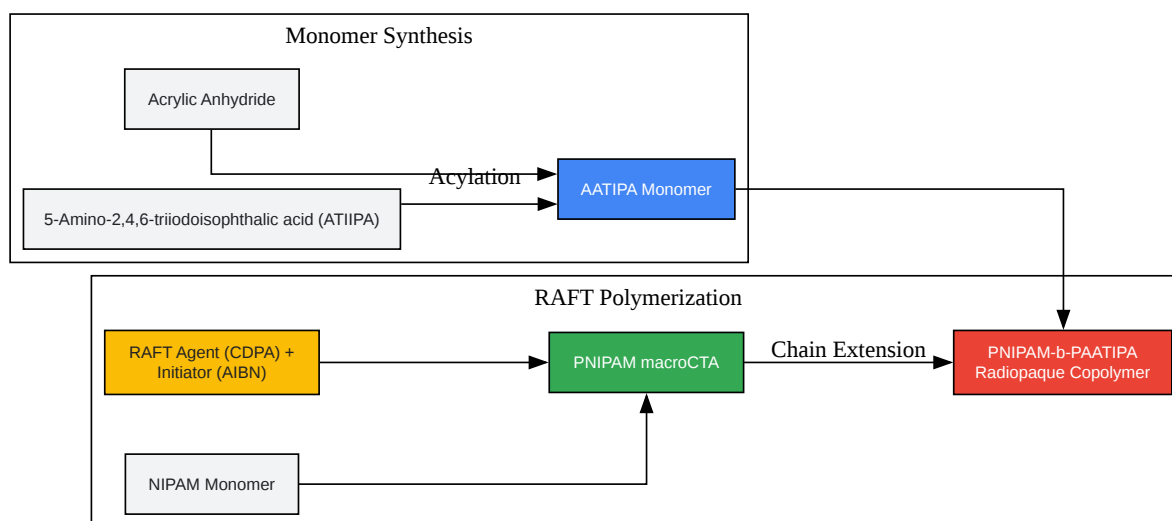 Monomer Synthesis
Acrylic Anhydride
Acylation
AATIPA Monomer
5-Amino-2,4,6-triiodoisophthalic acid (ATIIPA)
RAFT Polymerization
RAFT Agent (CDPA) +
Initiator (AIBN)
PNIPAM macroCTA
Chain Extension
PNIPAM-b-PAATIPA
Radiopaque Copolymer
NIPAM Monomer